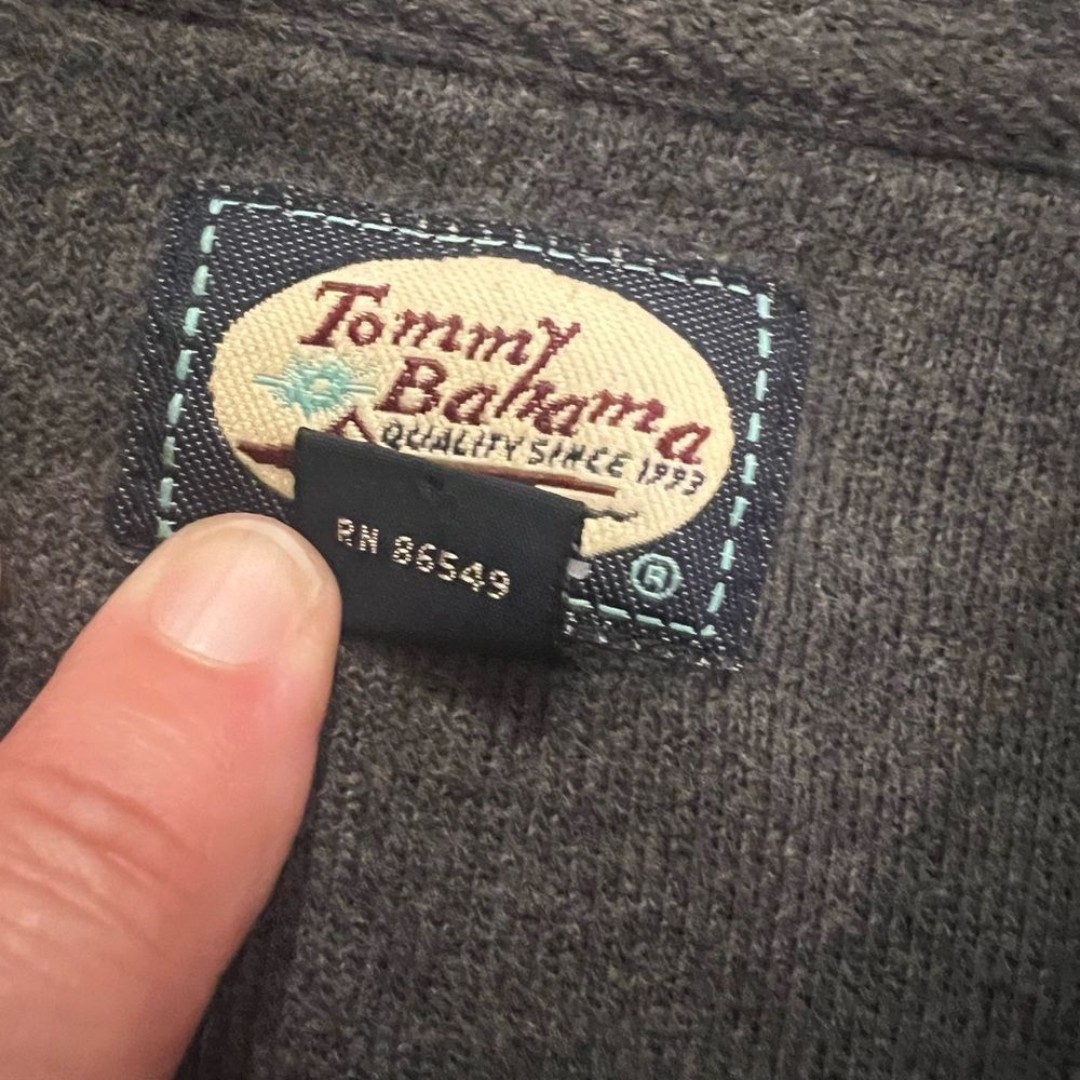 Tommy
Bahama
QUALITY SINCE 1993
RN 86549
®